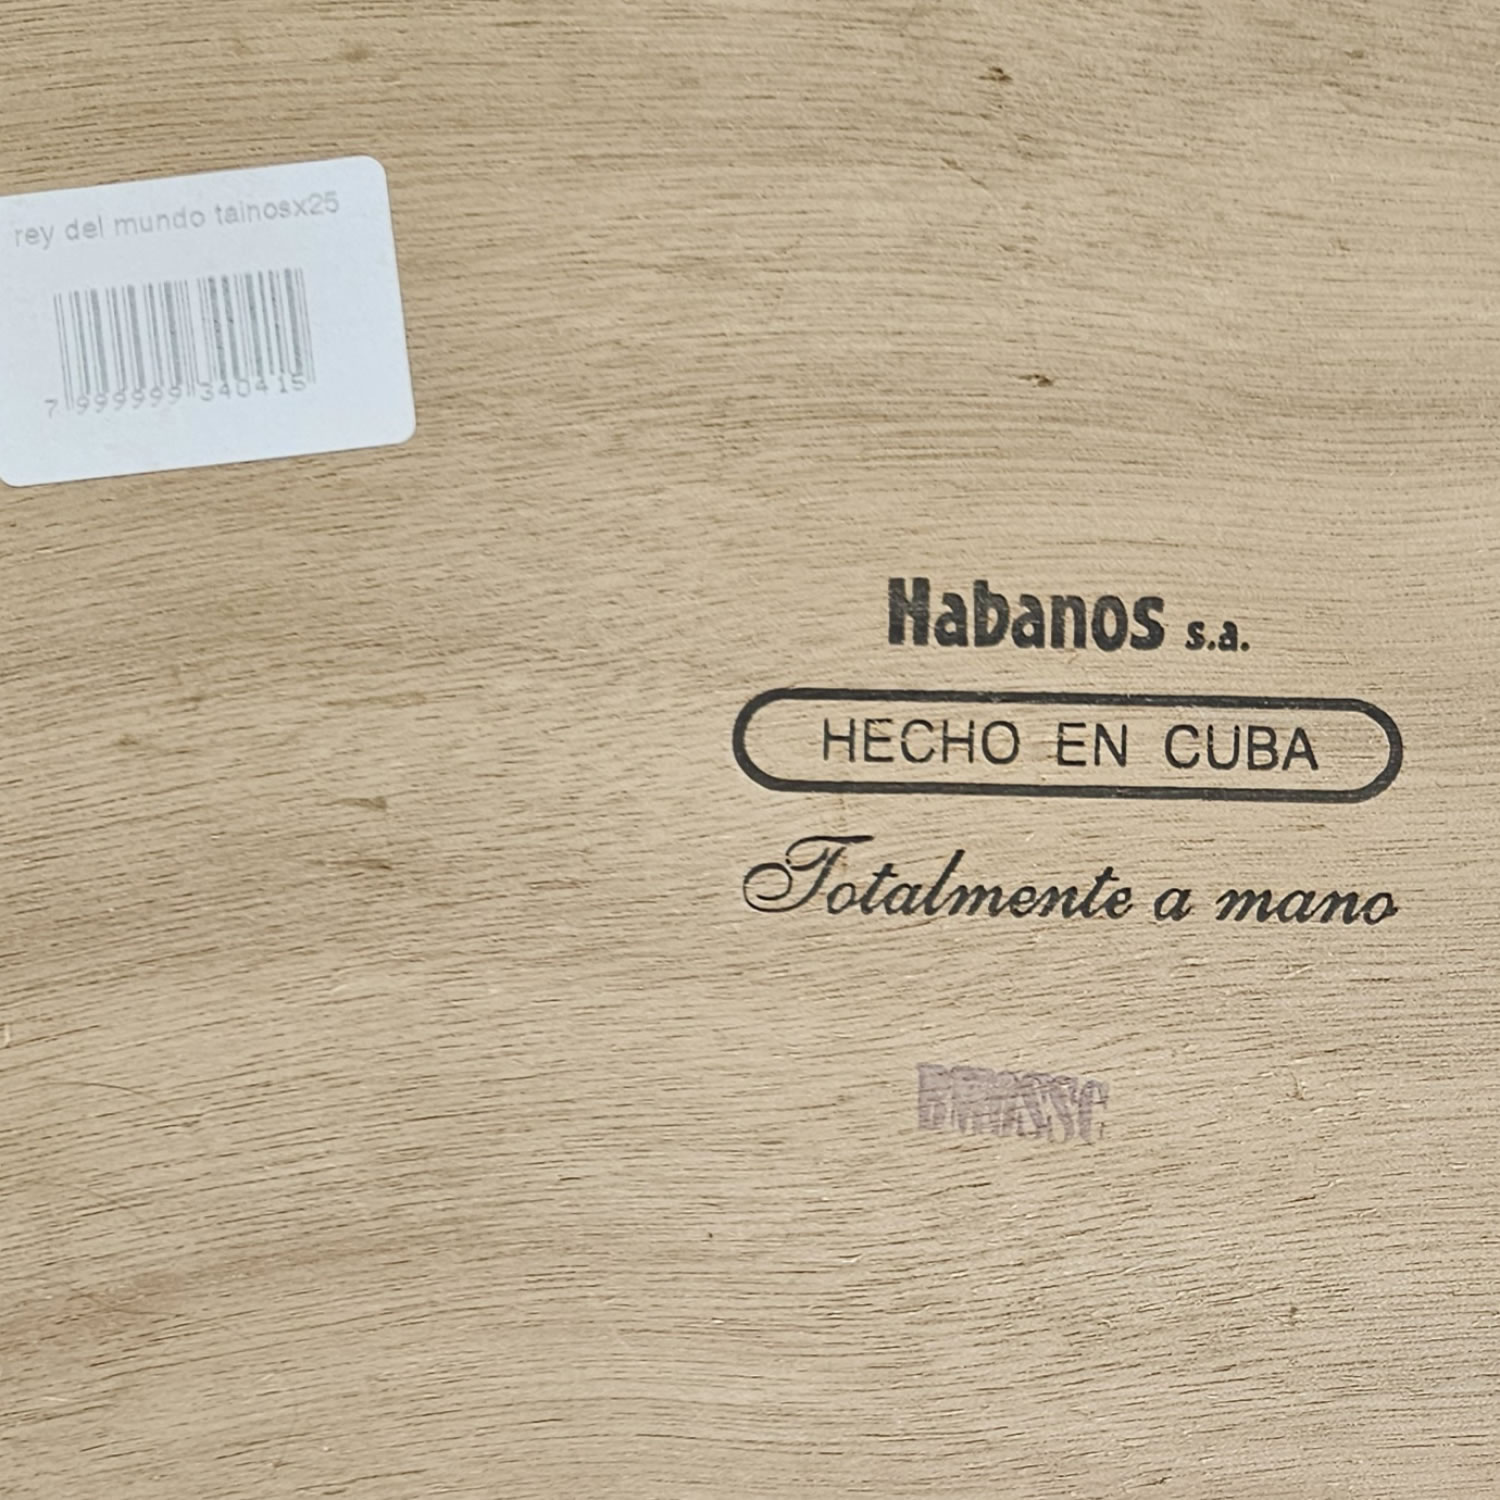 rey del mundo tainosx25
7 999999 340415
Habanos s.a.
HECHO EN CUBA
Totalmente a mano